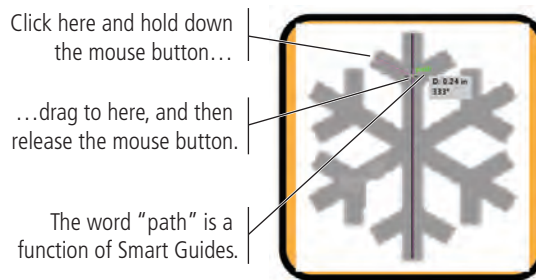 Click here and hold down
the mouse button…
…drag to here, and then
release the mouse button.
The word “path” is a
function of Smart Guides.
D: 0.24 in